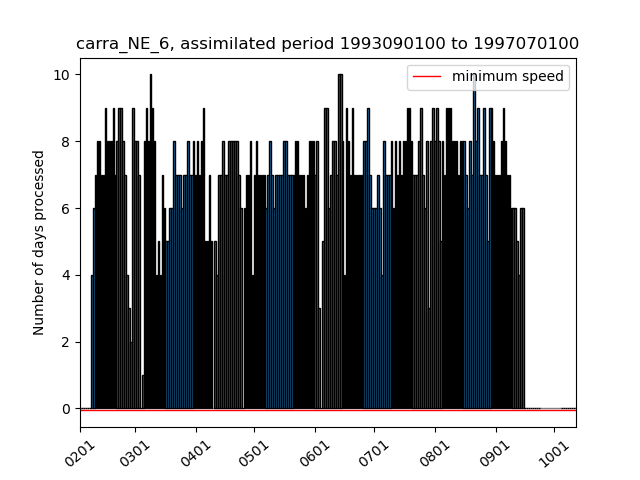 carra_NE_6, assimilated period 1993090100 to 1997070100
minimum speed
Number of days processed
10
8
6
4
2
0
0201 0301 0401 0501 0601 0701 0801 0901 1001